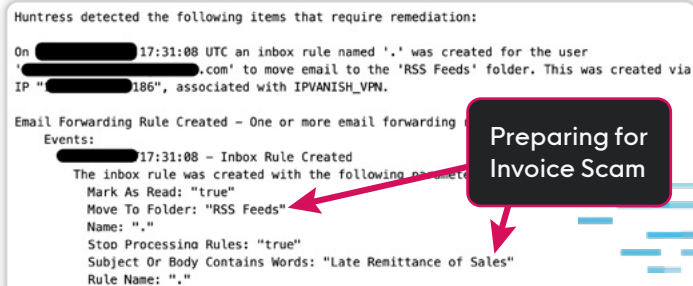 Huntress detected the following items that require remediation:
On 17:31:08 UTC an inbox rule named '.' was created for the user
' .com' to move email to the 'RSS Feeds' folder. This was created via
IP " 186", associated with IPVANISH_VPN.
Email Forwarding Rule Created - One or more email forwarding
Events:
17:31:08 - Inbox Rule Created
The inbox rule was created with the following
Mark As Read: "true"
Move To Folder: "RSS Feeds"
Name: "."
Stop Processing Rules: "true"
Subject Or Body Contains Words: "Late Remittance of Sales"
Rule Name: "."
Preparing for
Invoice Scam